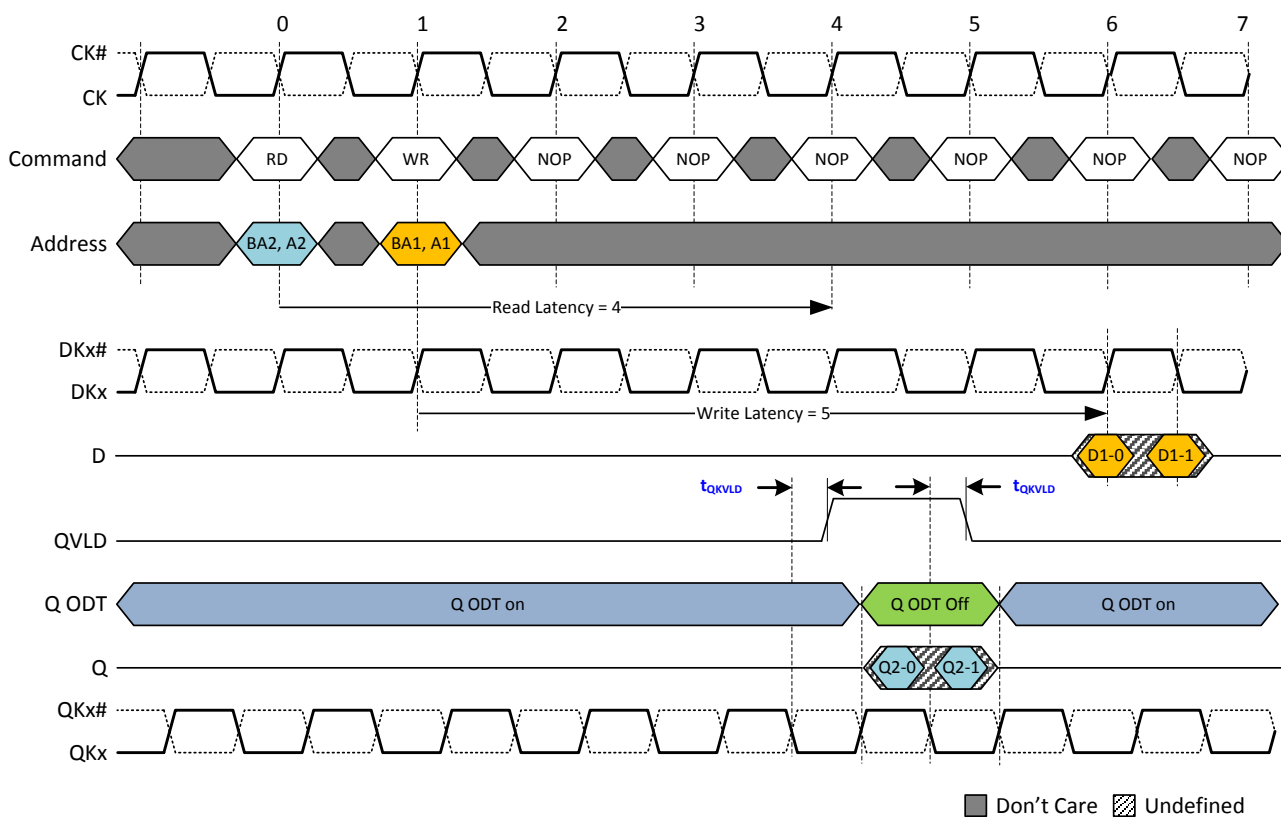 0 1 2 3 4 5 6 7
CK#
CK
Command RD WR NOP NOP NOP NOP NOP NOP
Address BA2, A2 BA1, A1
Read Latency = 4
DKx#
DKx
Write Latency = 5
D D1-0 D1-1
tQKVLD tQKVLD
QVLD
Q ODT Q ODT on Q ODT Off Q ODT on
Q Q2-0 Q2-1
QKx#
QKx
Don't Care Undefined